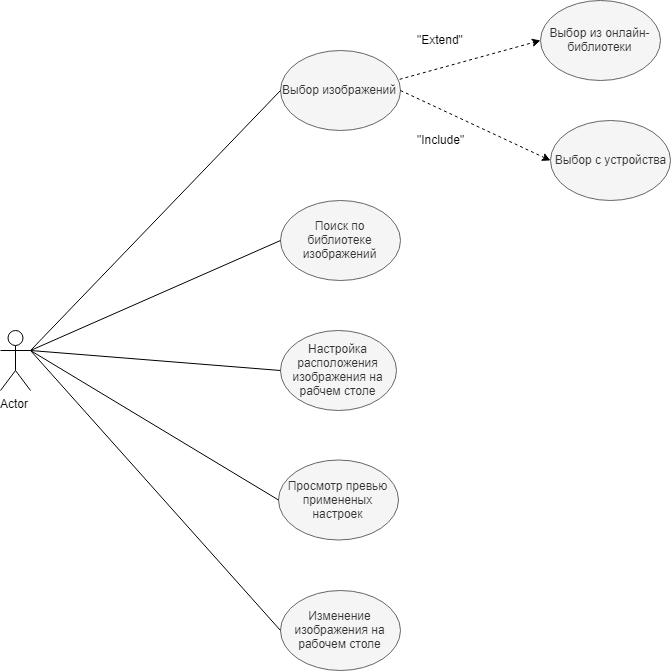 "Extend"
Выбор из онлайн-
библиотеки
Выбор изображений
"Include"
Выбор с устройства
Поиск по
библиотеке
изображений
Настройка
расположения
изображения на
рабчем столе
Actor
Просмотр превью
примененых
настроек
Изменение
изображения на
рабочем столе